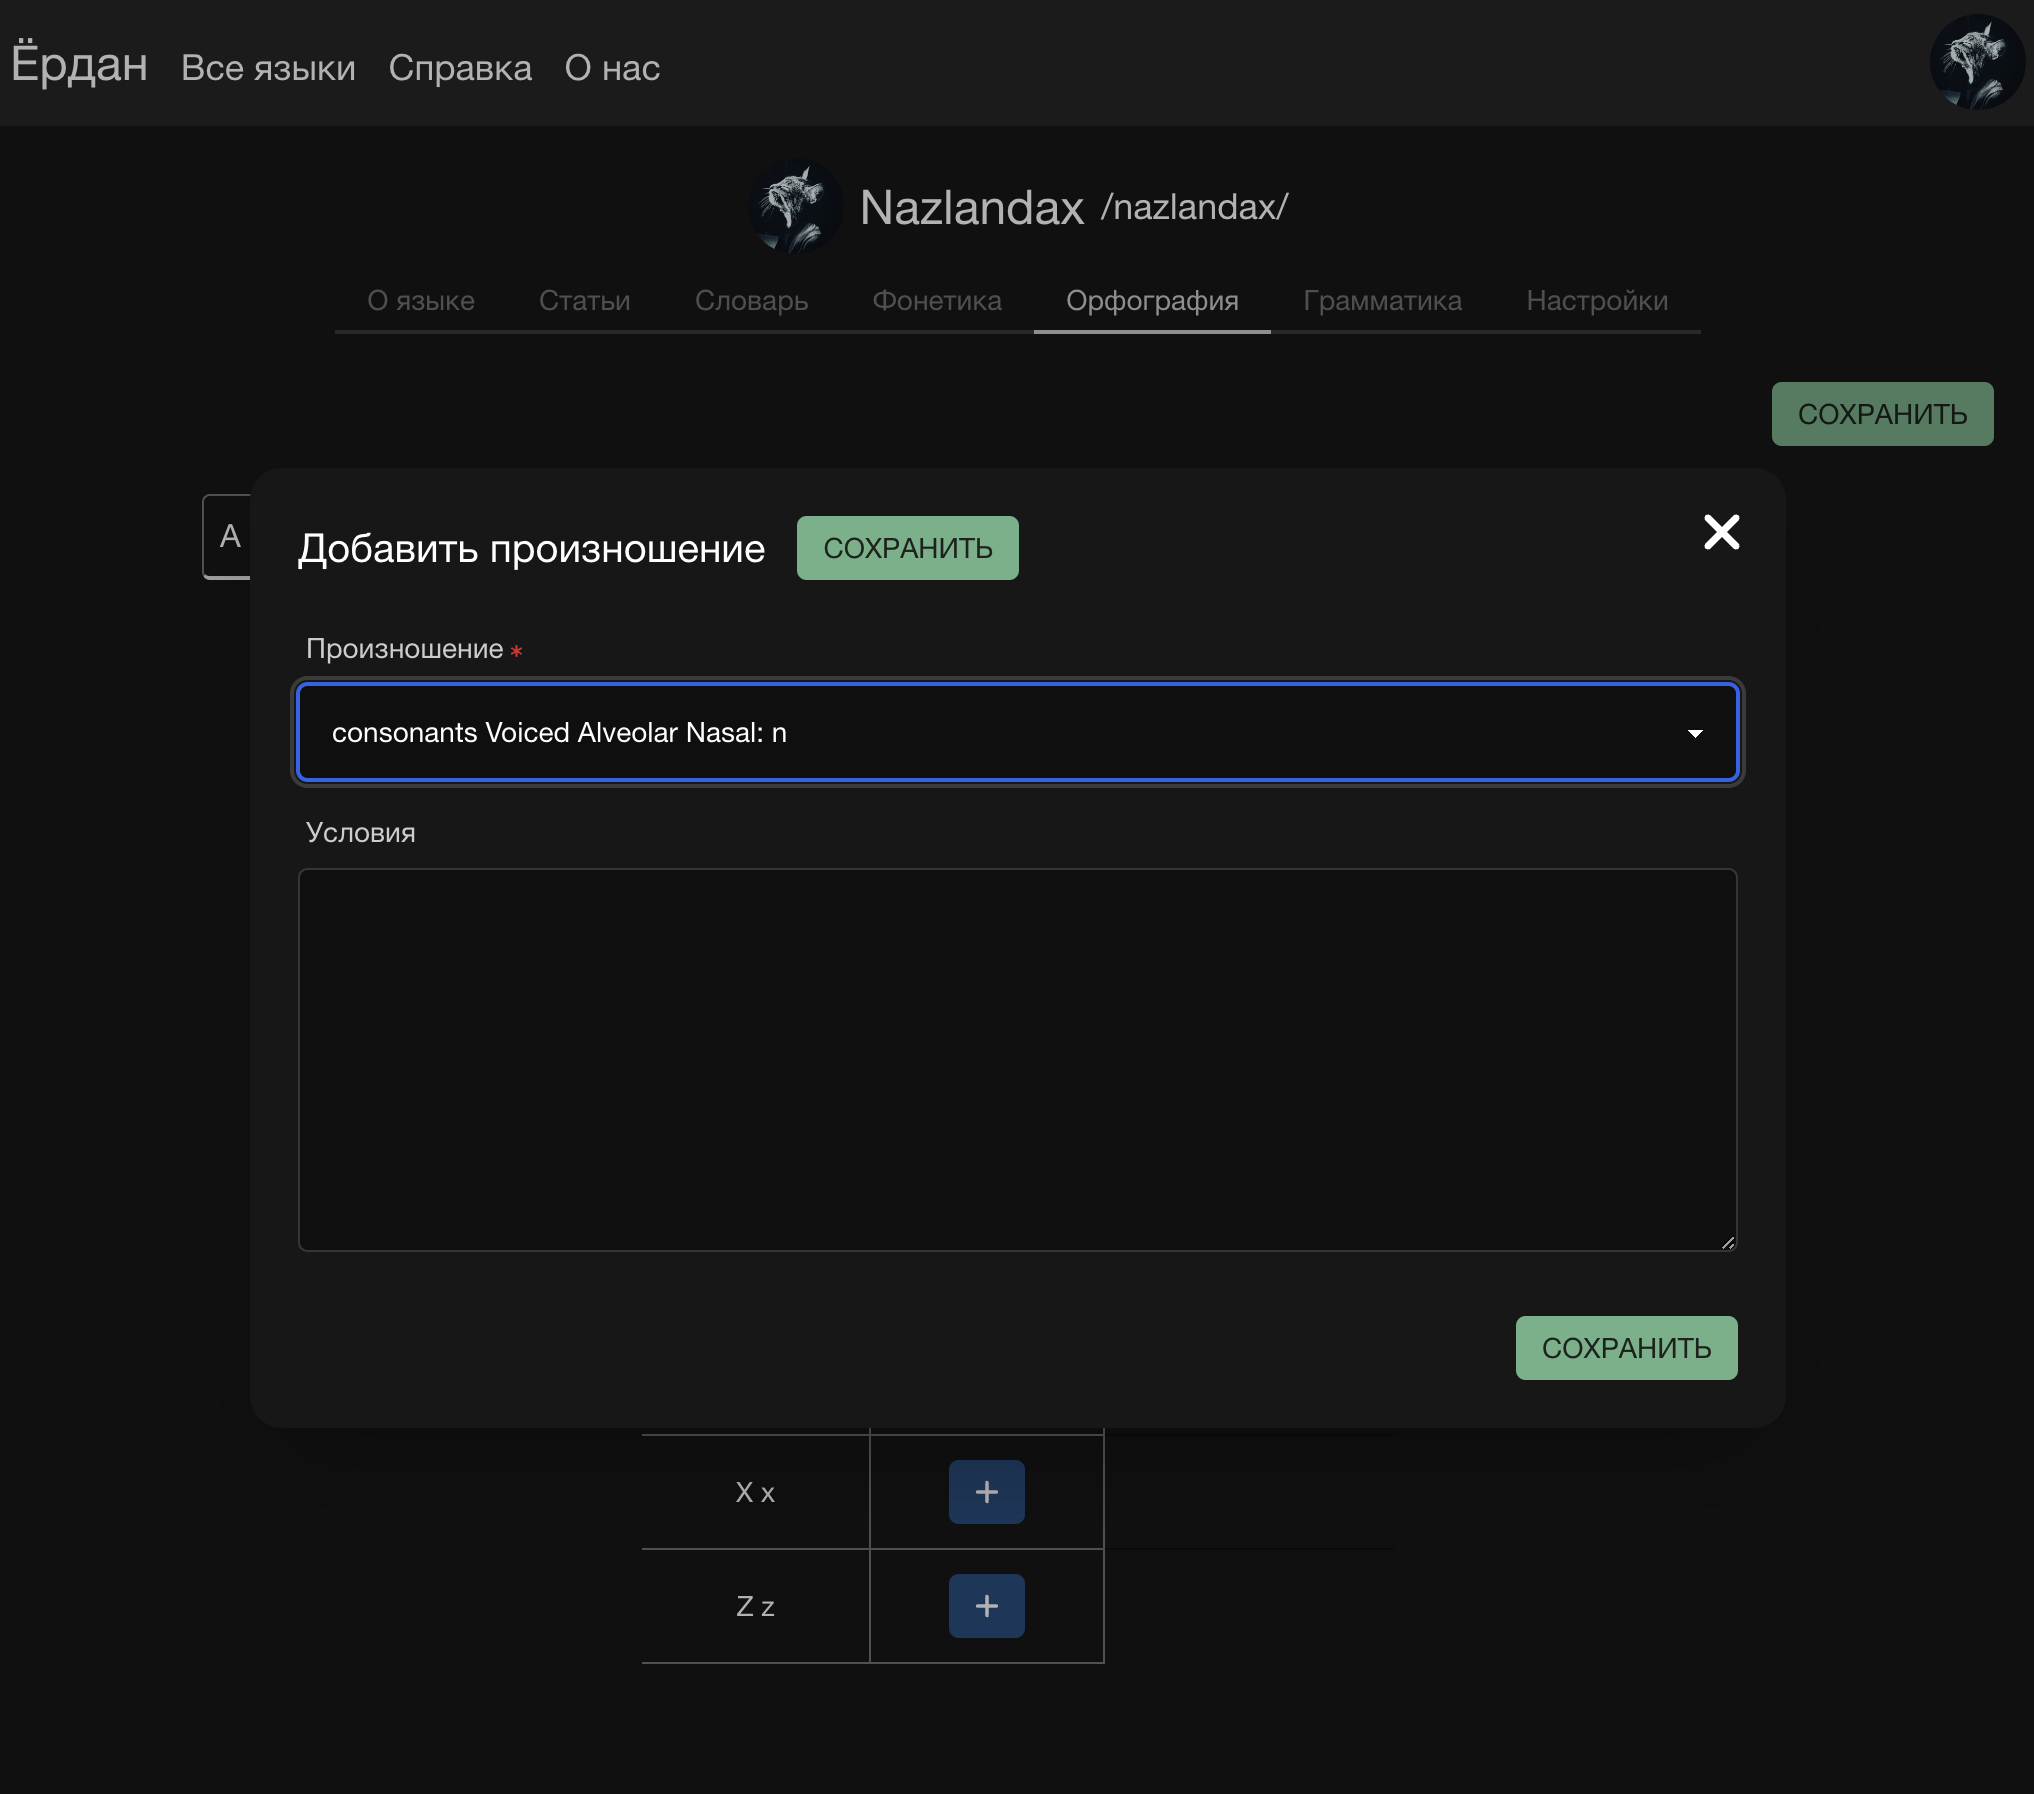 Ёрдан Все языки Справка О нас
Nazlandax /nazlandax/
О языке Статьи Словарь Фонетика Орфография Грамматика Настройки
СОХРАНИТЬ
A
Добавить произношение СОХРАНИТЬ
Произношение *
consonants Voiced Alveolar Nasal: n
Условия
СОХРАНИТЬ
X x +
Z z +